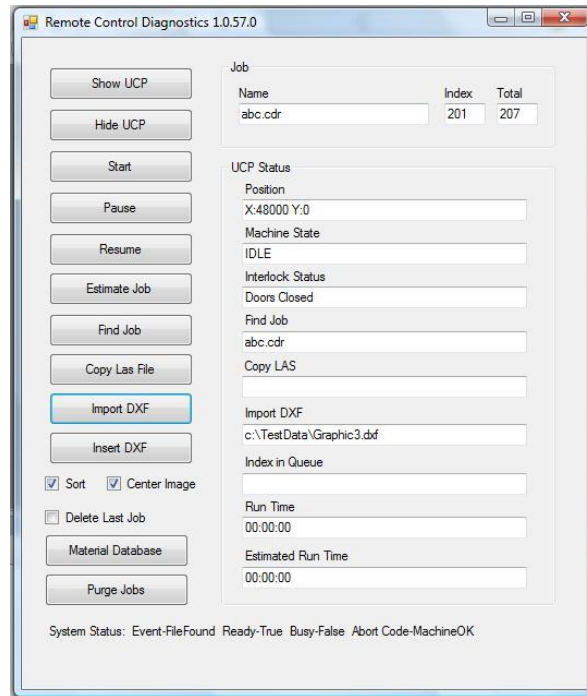 Remote Control Diagnostics 1.0.57.0
Show UCP
Hide UCP
Start
Pause
Resume
Estimate Job
Find Job
Copy Las File
Import DXF
Insert DXF
Sort
Center Image
Delete Last Job
Material Database
Purge Jobs
Job
Name Index Total
abc.cdr 201 207
UCP Status
Position
X:48000 Y:0
Machine State
IDLE
Interlock Status
Doors Closed
Find Job
abc.cdr
Copy LAS
Import DXF
c:\TestData\Graphic3.dxf
Index in Queue
Run Time
00:00:00
Estimated Run Time
00:00:00
System Status: Event-FileFound Ready-True Busy-False Abort Code-MachineOK